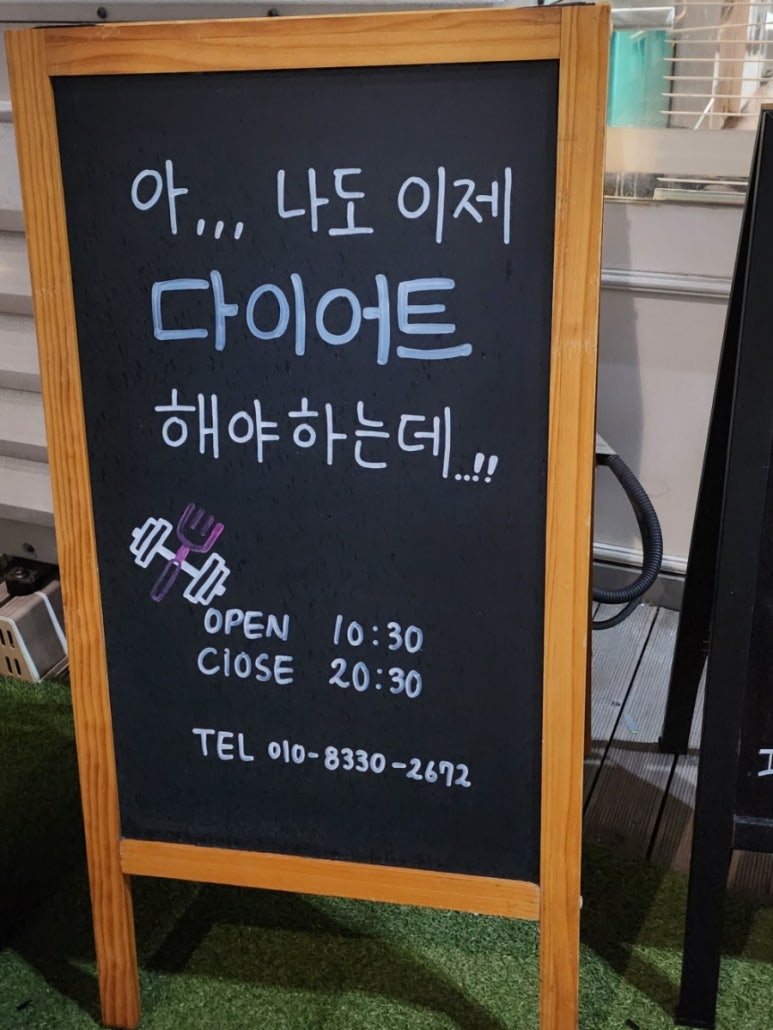 아,,, 나도 이제
다이어트
해야하는데...!!
OPEN 10:30
ClOSE 20:30
TEL 010-8330-2672